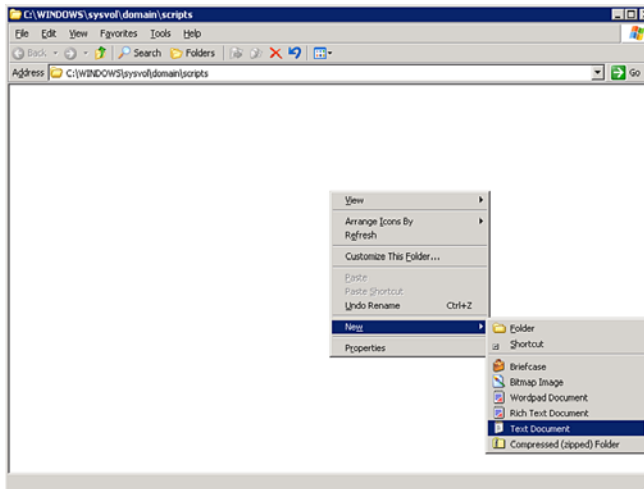 C:\WINDOWS\sysvol\domain\scripts
File Edit View Favorites Tools Help
Back Search Folders
Address C:\WINDOWS\sysvol\domain\scripts Go
View
Arrange Icons By
Refresh
Customize This Folder...
Paste
Paste Shortcut
Undo Rename Ctrl+Z
New
Properties
Folder
Shortcut
Briefcase
Bitmap Image
Wordpad Document
Rich Text Document
Text Document
Compressed (zipped) Folder